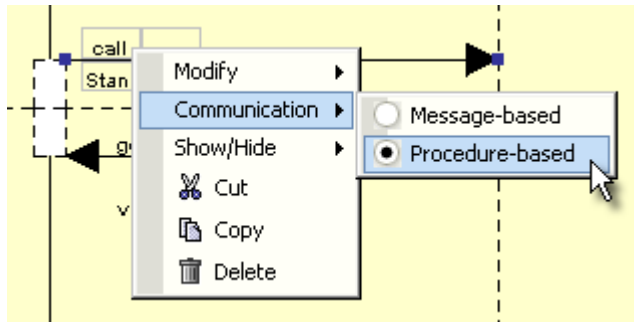 call
Stan
Modify
Communication
Message-based
Procedure-based
Show/Hide
Cut
Copy
Delete